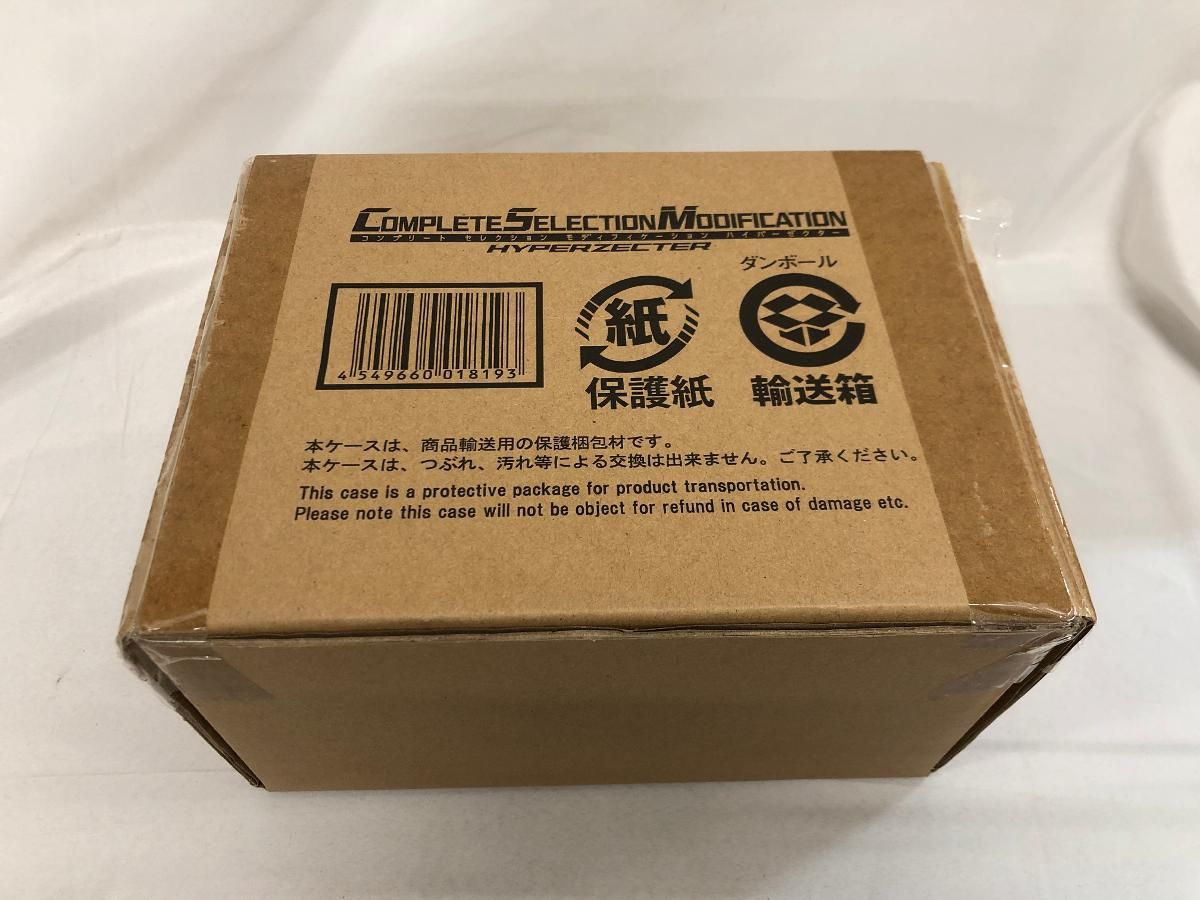 COMPLETE SELECTION MODIFICATION
コンプリート セレクション モディフィケーション ハイパーゼクター
HYPERZECTER
ダンボール
紙
4 549660 018193
保護紙
輸送箱
本ケースは、商品輸送用の保護梱包材です。
本ケースは、つぶれ、汚れ等による交換は出来ません。ご了承ください。
This case is a protective package for product transportation.
Please note this case will not be object for refund in case of damage etc.